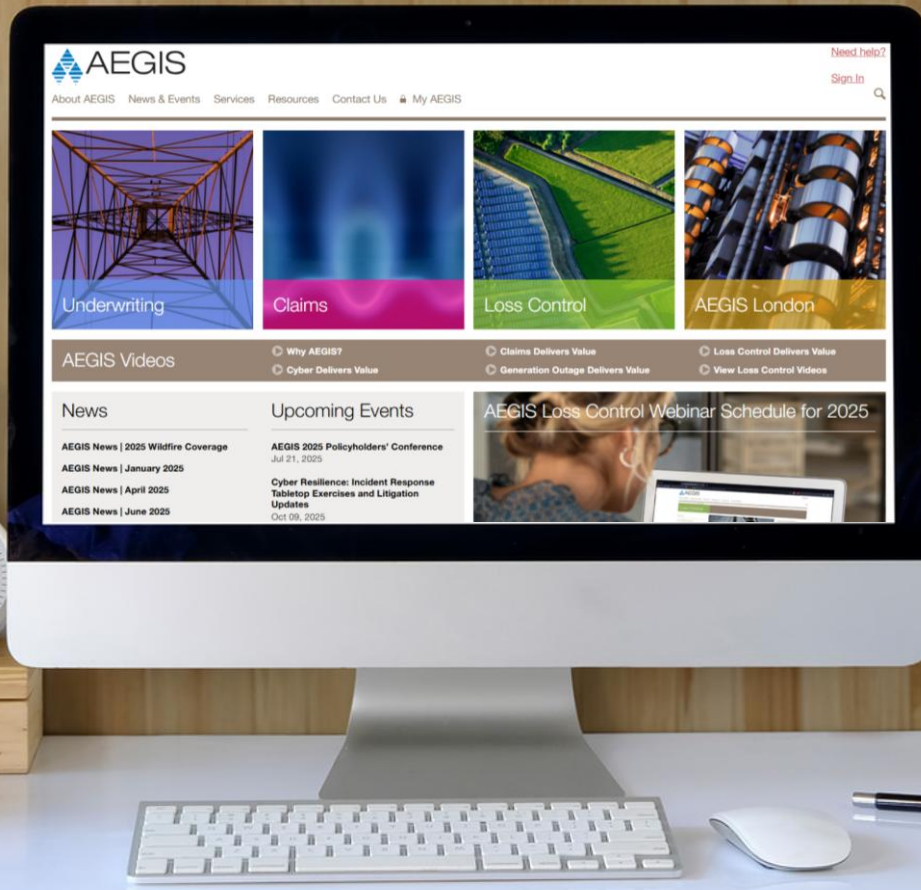 AEGIS
Need help?
Sign In
About AEGIS News & Events Services Resources Contact Us My AEGIS
Underwriting
Claims
Loss Control
AEGIS London
AEGIS Videos
Why AEGIS?
Cyber Delivers Value
Claims Delivers Value
Generation Outage Delivers Value
Loss Control Delivers Value
View Loss Control Videos
News
AEGIS News | 2025 Wildfire Coverage
AEGIS News | January 2025
AEGIS News | April 2025
AEGIS News | June 2025
Upcoming Events
AEGIS 2025 Policyholders' Conference
Jul 21, 2025
Cyber Resilience: Incident Response
Tabletop Exercises and Litigation
Updates
Oct 09, 2025
AEGIS Loss Control Webinar Schedule for 2025